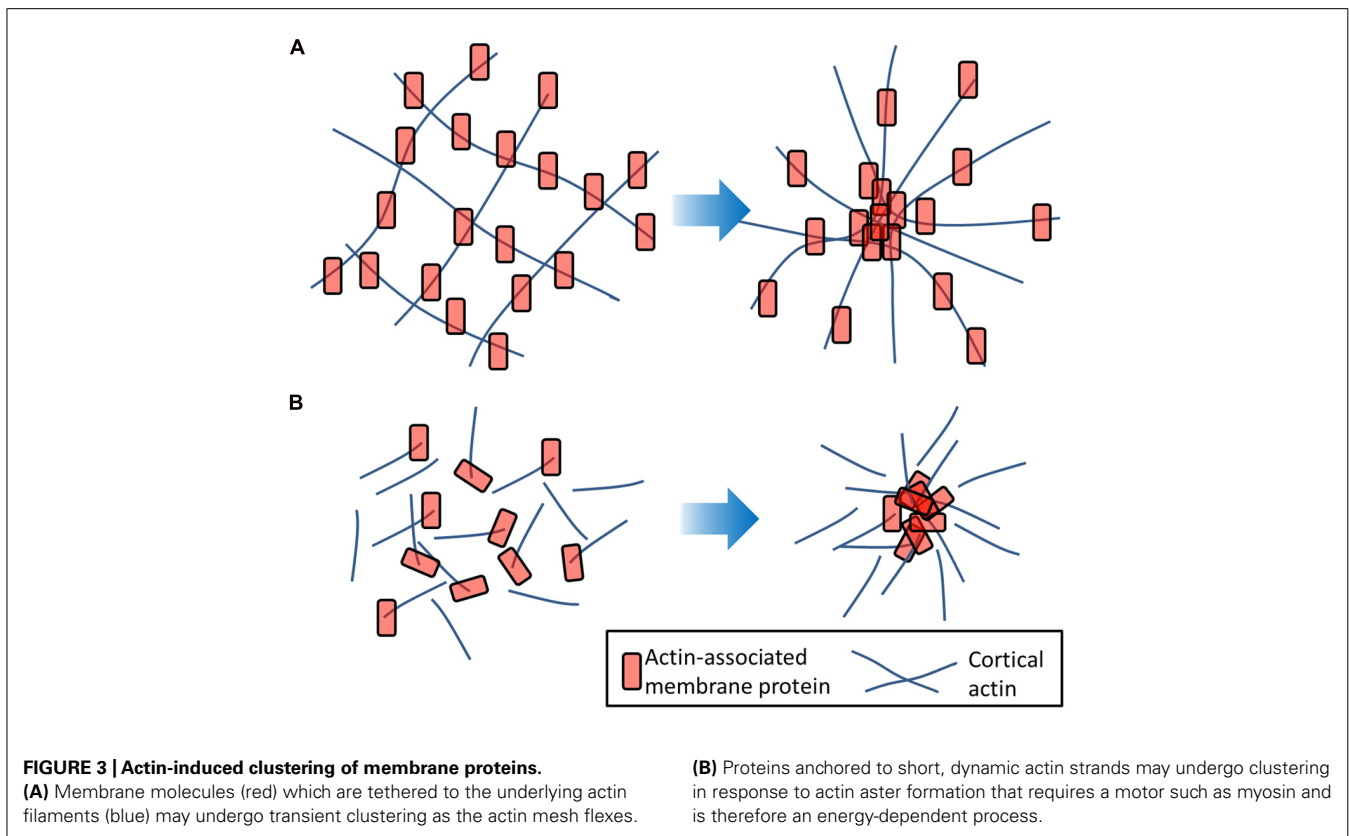 A
B
Actin-associated
membrane protein
Cortical
actin
FIGURE 3 | Actin-induced clustering of membrane proteins.
(A) Membrane molecules (red) which are tethered to the underlying actin
filaments (blue) may undergo transient clustering as the actin mesh flexes.
(B) Proteins anchored to short, dynamic actin strands may undergo clustering
in response to actin aster formation that requires a motor such as myosin and
is therefore an energy-dependent process.